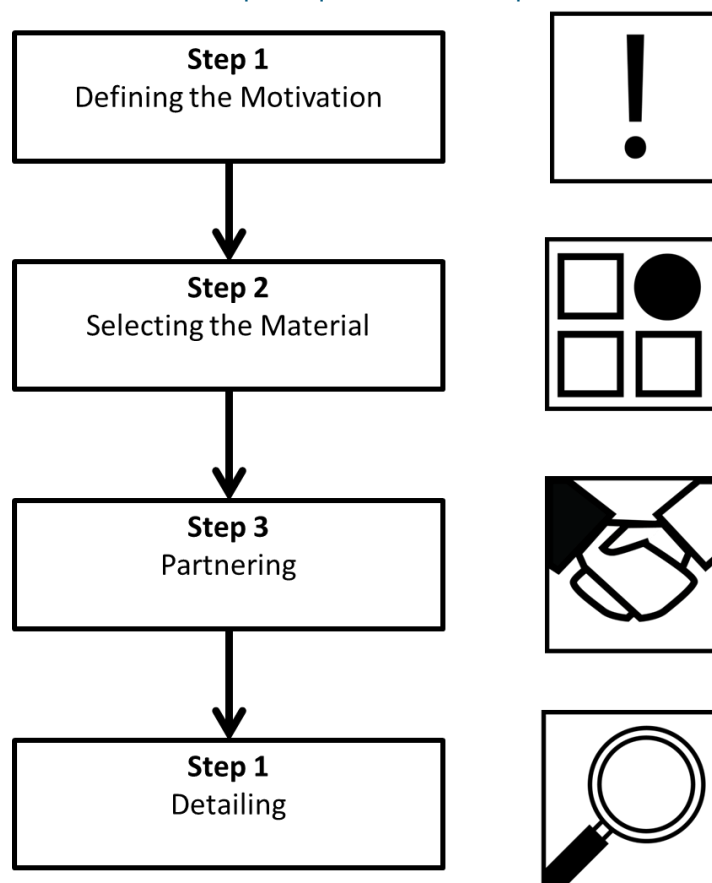 Step 1
Defining the Motivation
Step 2
Selecting the Material
Step 3
Partnering
Step 1
Detailing